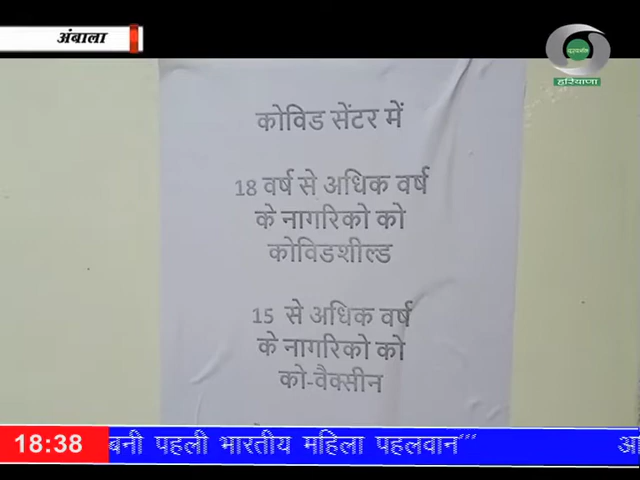 अंबाला
दूरदर्शन
हरियाणा
कोविड सेंटर में
18 वर्ष से अधिक वर्ष
के नागरिको को
कोविडशील्ड
15 से अधिक वर्ष
के नागरिको को
को-वैक्सीन
18:38 बनी पहली भारतीय महिला पहलवान‴